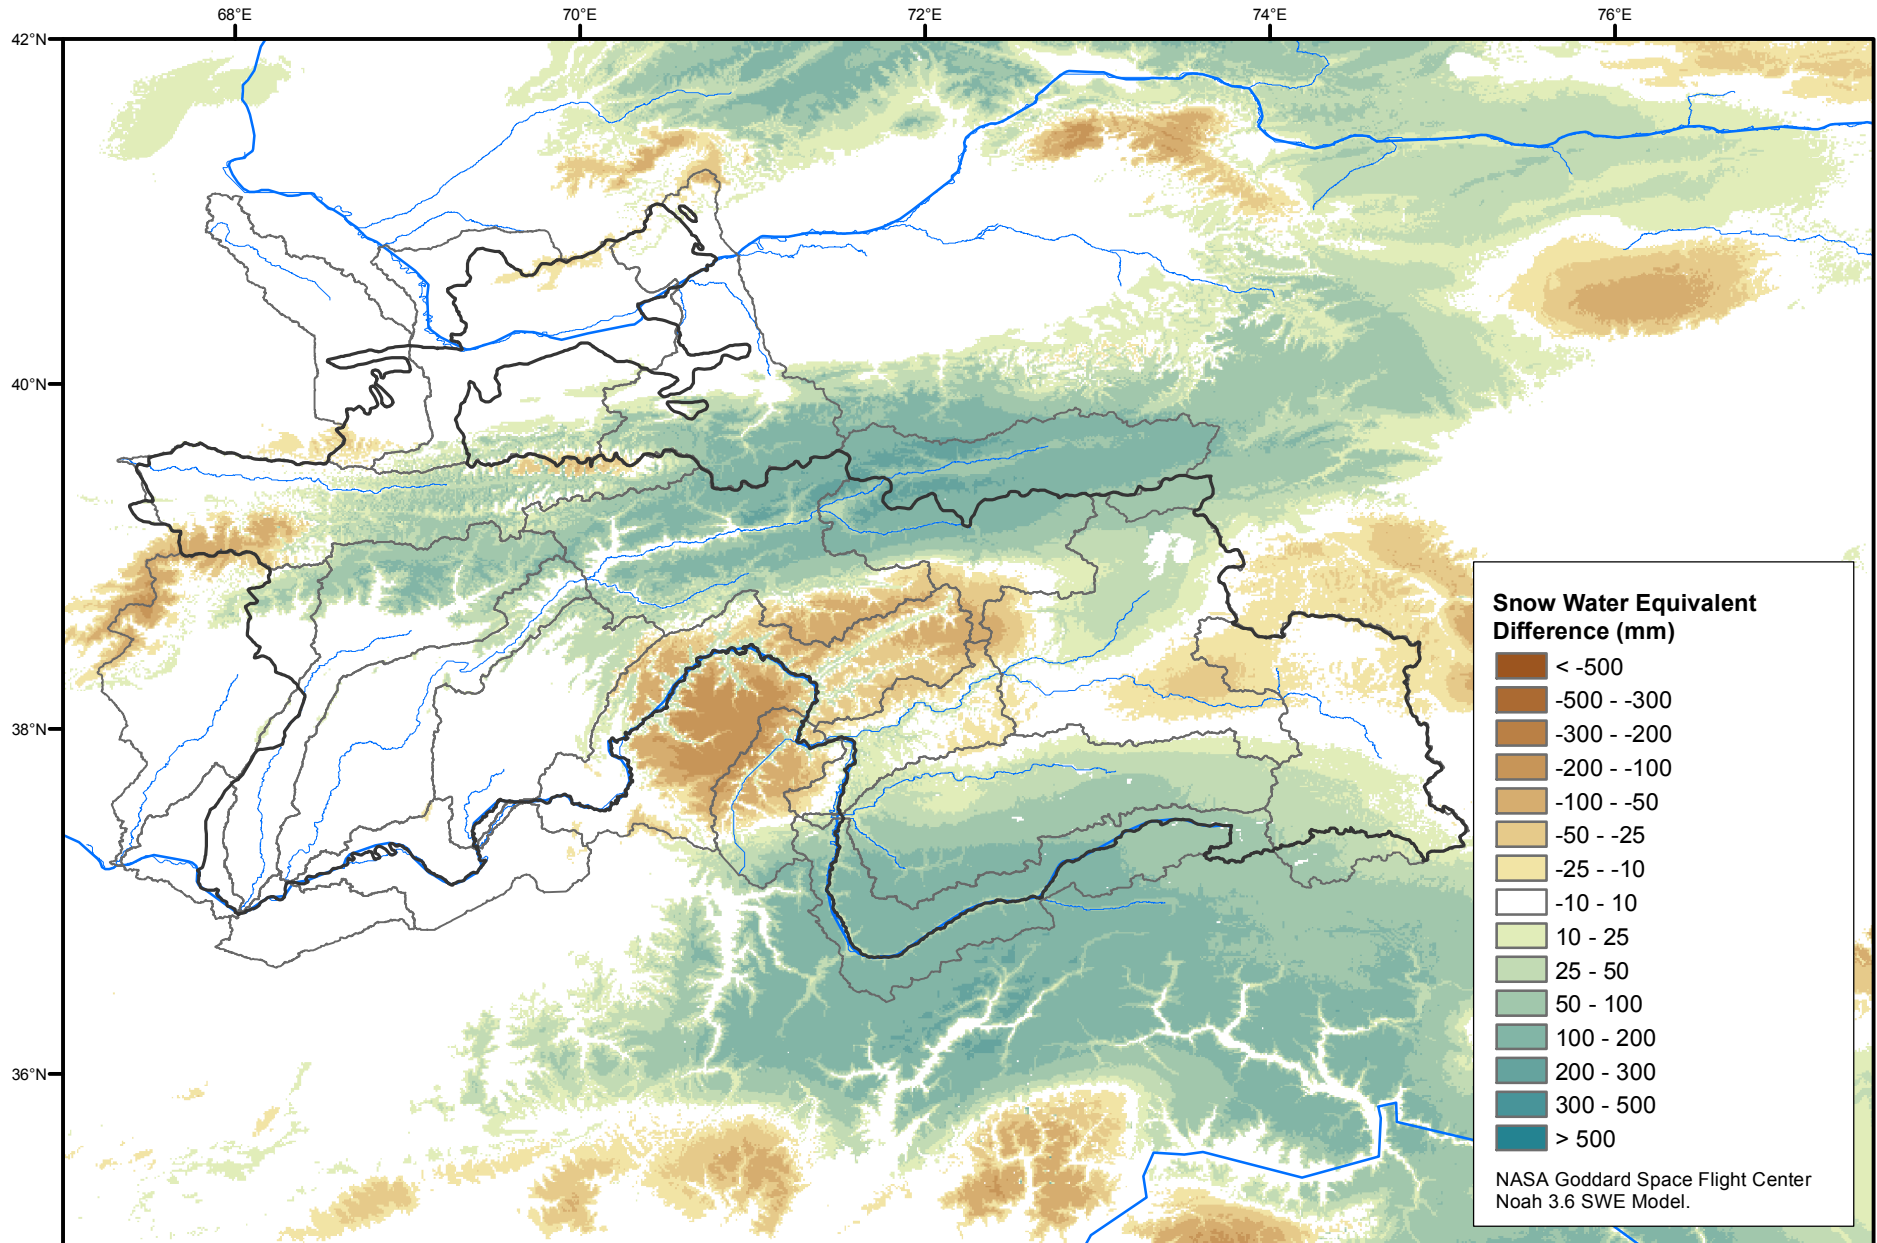 68°E
70°E
72°E
74°E
76°E
42°N
40°N
38°N
36°N
Snow Water Equivalent
Difference (mm)
< -500
-500 - -300
-300 - -200
-200 - -100
-100 - -50
-50 - -25
-25 - -10
-10 - 10
10 - 25
25 - 50
50 - 100
100 - 200
200 - 300
300 - 500
> 500
NASA Goddard Space Flight Center
Noah 3.6 SWE Model.